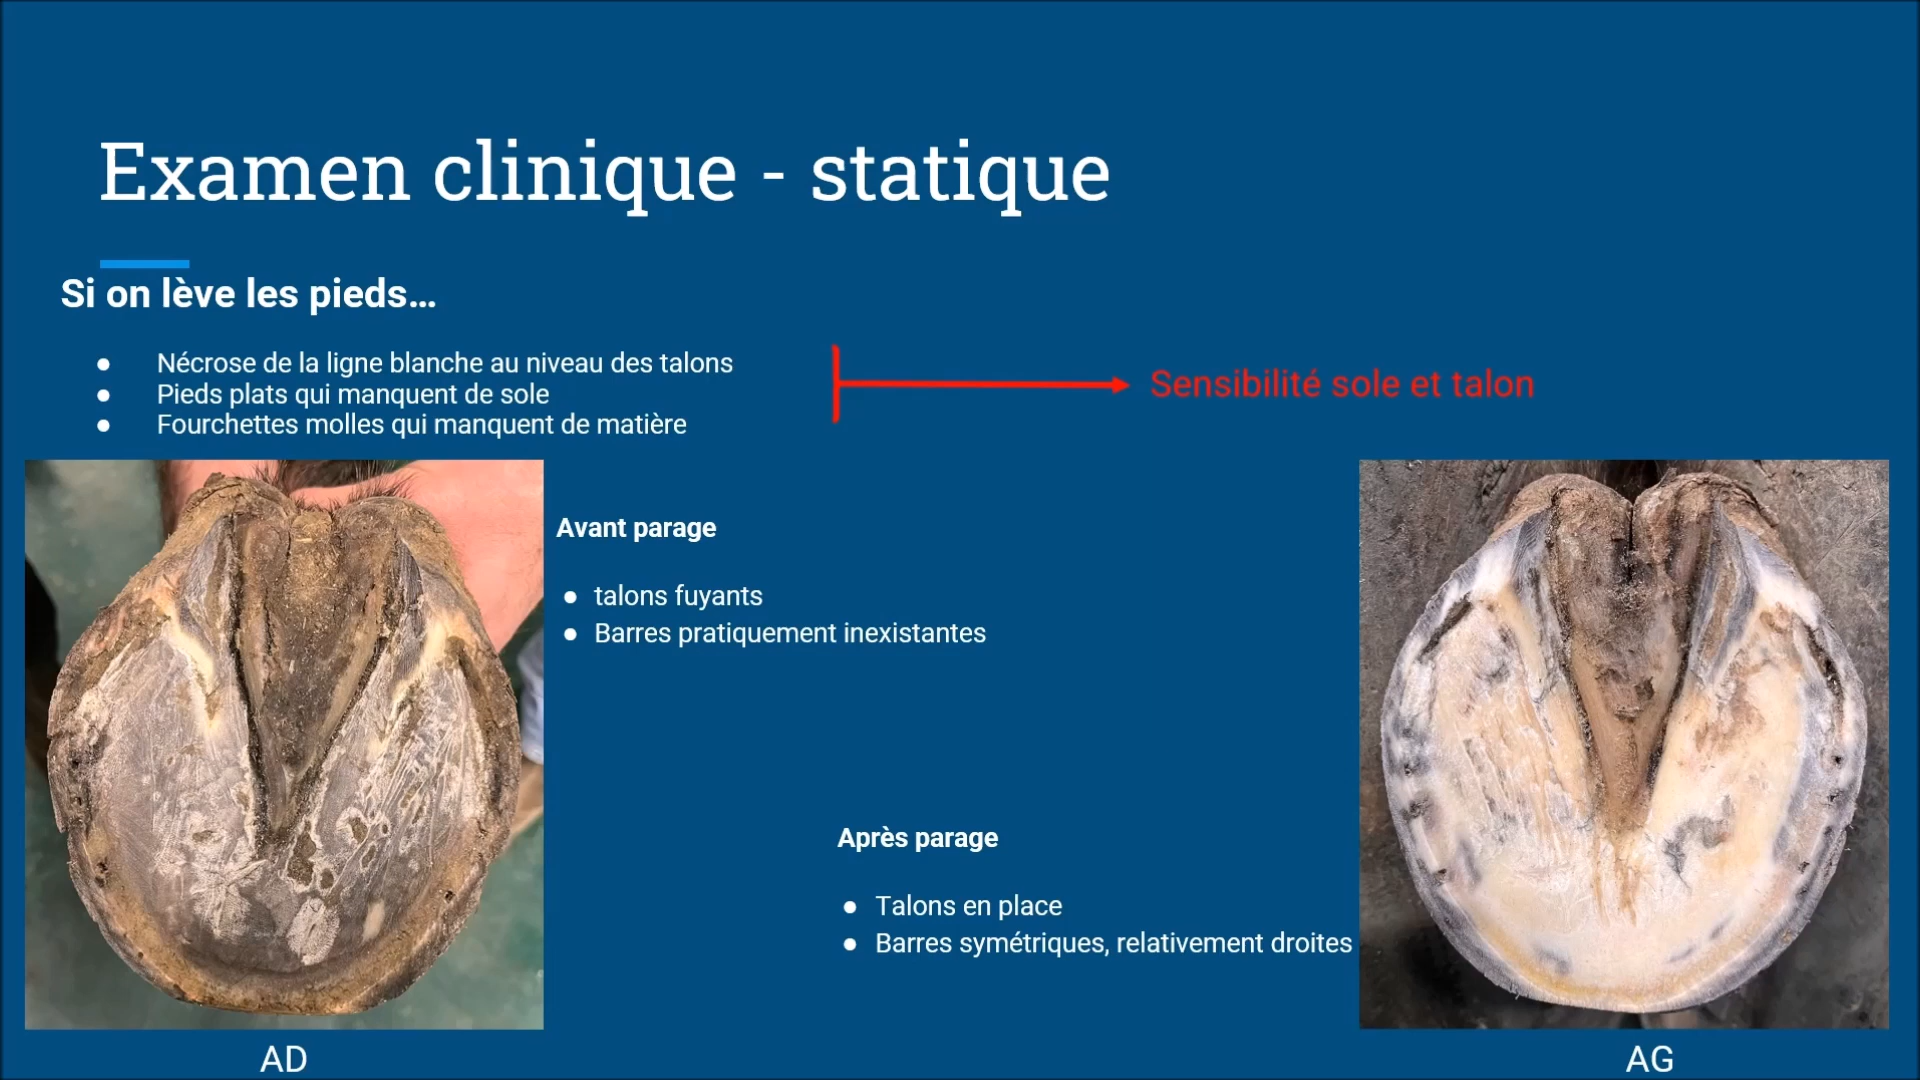 Examen clinique - statique
Si on lève les pieds...
● Nécrose de la ligne blanche au niveau des talons
● Pieds plats qui manquent de sole
● Fourchettes molles qui manquent de matière
Sensibilité sole et talon
Avant parage
● talons fuyants
● Barres pratiquement inexistantes
Après parage
● Talons en place
● Barres symétriques, relativement droites
AD
AG